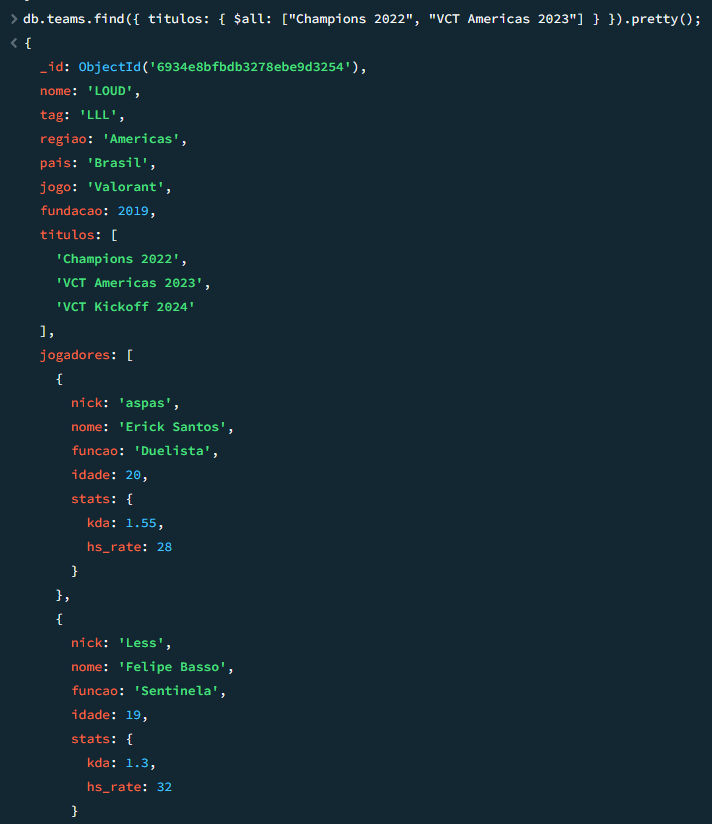 db.teams.find({ titulos: { $all: ["Champions 2022", "VCT Americas 2023"] } }).pretty();
{
_id: ObjectId('6934e8bfbdb3278ebe9d3254'),
nome: 'LOUD',
tag: 'LLL',
regiao: 'Americas',
pais: 'Brasil',
jogo: 'Valorant',
fundacao: 2019,
titulos: [
'Champions 2022',
'VCT Americas 2023',
'VCT Kickoff 2024'
],
jogadores: [
{
nick: 'aspas',
nome: 'Erick Santos',
funcao: 'Duelista',
idade: 20,
stats: {
kda: 1.55,
hs_rate: 28
}
},
{
nick: 'Less',
nome: 'Felipe Basso',
funcao: 'Sentinela',
idade: 19,
stats: {
kda: 1.3,
hs_rate: 32
}